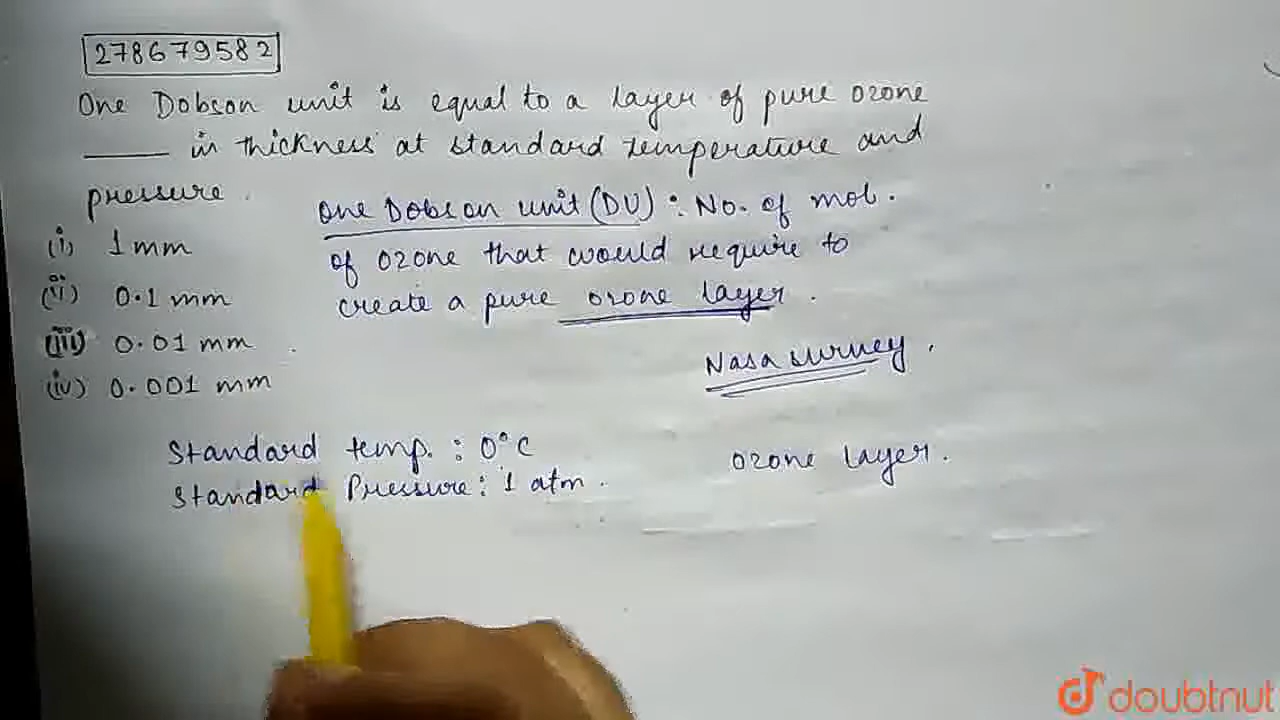 278679582
One Dobson unit is equal to a layer of pure ozone
____ in thickness at standard temperature and
pressure.
(i) 1 mm
(ii) 0.1 mm
(iii) 0.01 mm
(iv) 0.001 mm
One Dobson unit (DU) : No. of mol.
of ozone that would require to
create a pure ozone layer.
Nasa survey.
Standard temp. : 0°C
Standard Pressure : 1 atm.
ozone layer.
doubtnut